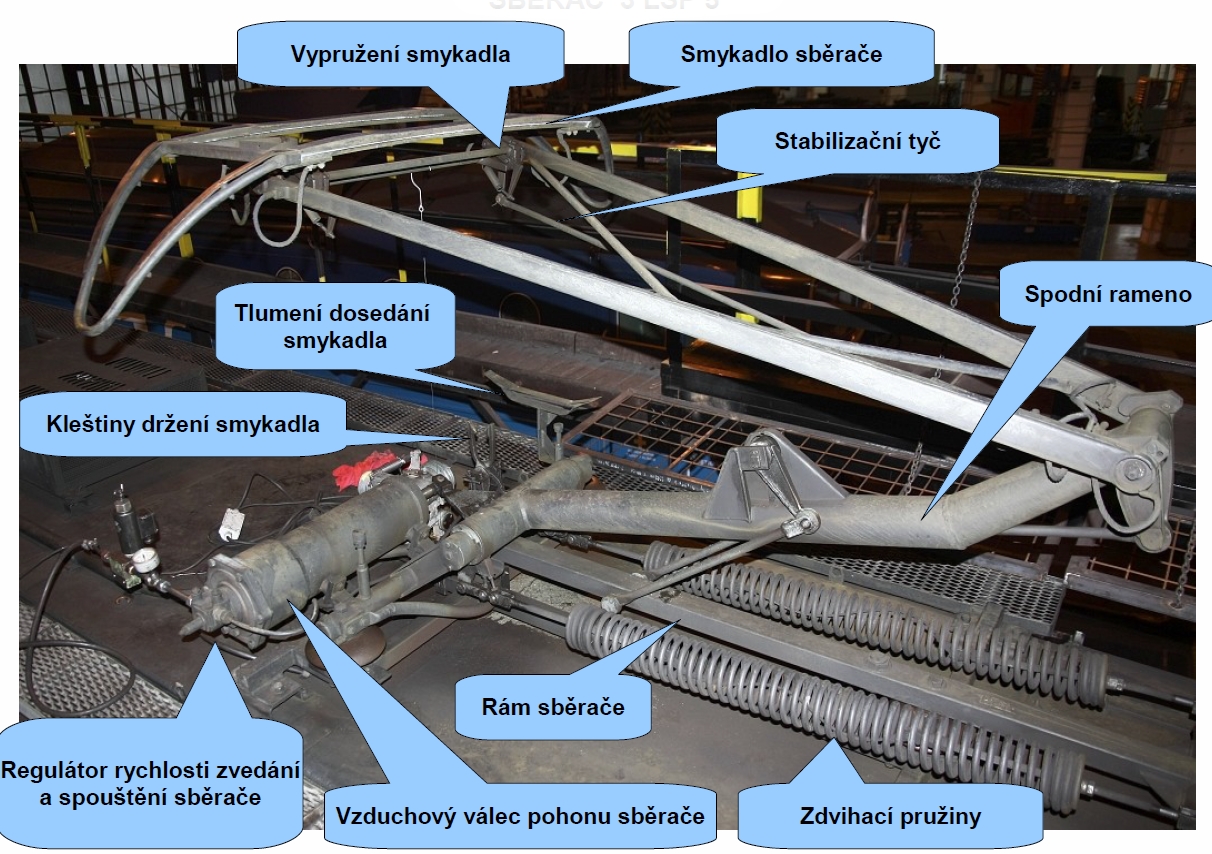 SBĚRAČ 3 LSP 5
Vypružení smykadla
Smykadlo sběrače
Stabilizační tyč
Spodní rameno
Tlumení dosedání
smykadla
Kleštiny držení smykadla
Rám sběrače
Regulátor rychlosti zvedání
a spouštění sběrače
Vzduchový válec pohonu sběrače
Zdvihací pružiny